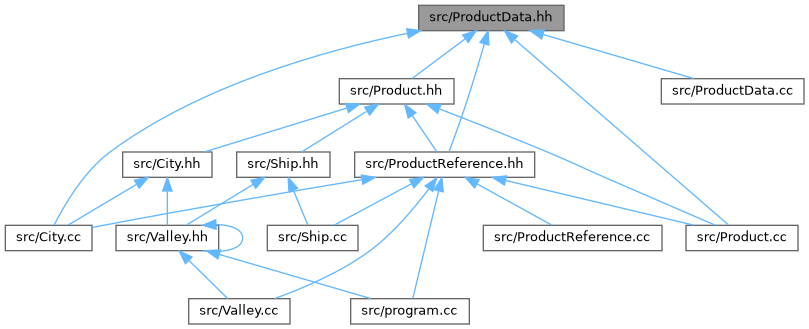 src/ProductData.hh
src/Product.hh
src/ProductData.cc
src/City.hh
src/Ship.hh
src/ProductReference.hh
src/City.cc
src/Valley.hh
src/Ship.cc
src/ProductReference.cc
src/Product.cc
src/Valley.cc
src/program.cc